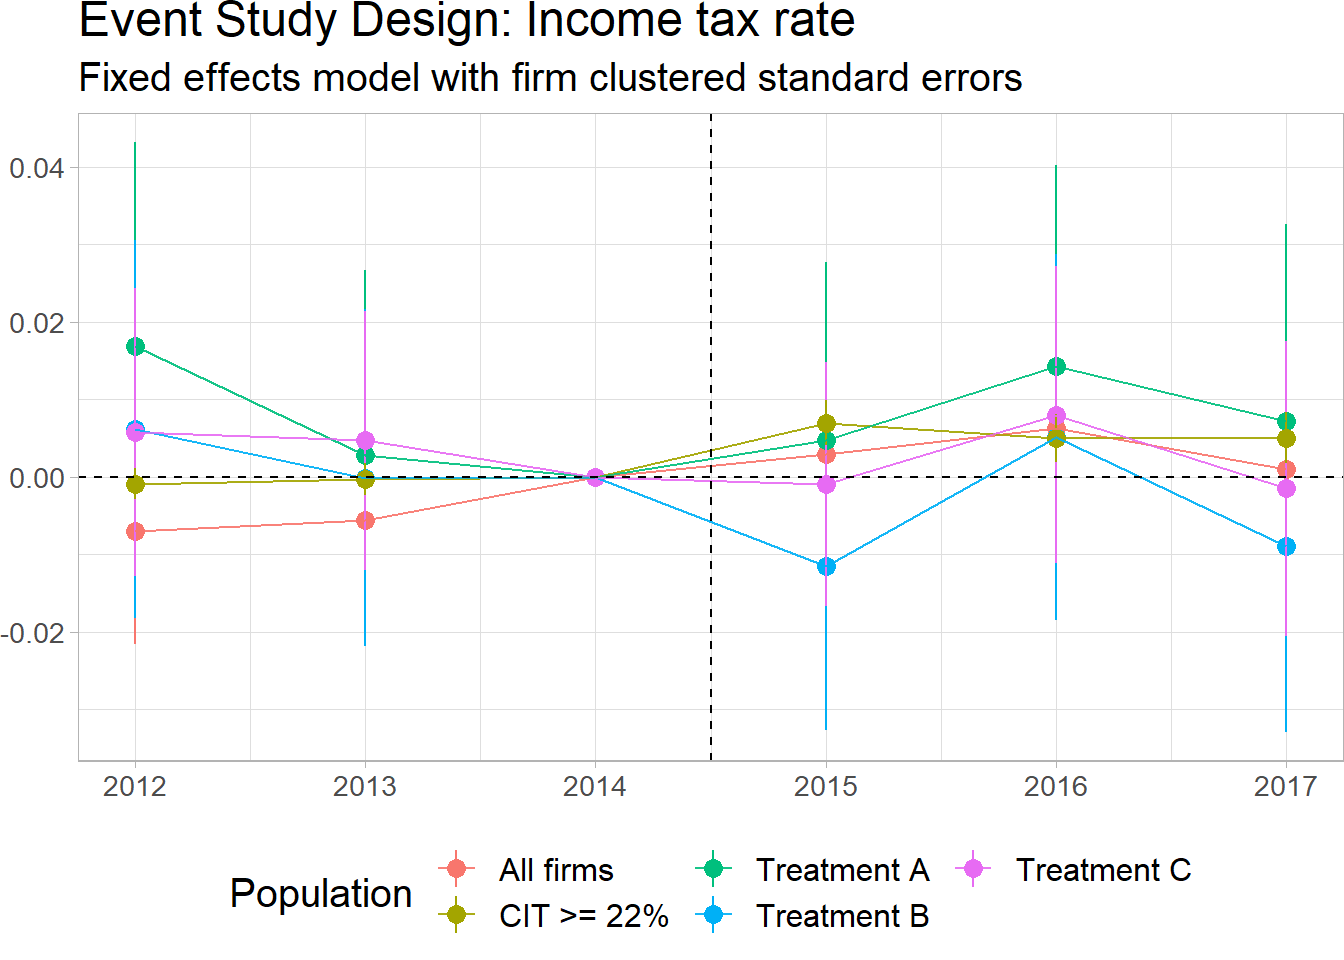 Event Study Design: Income tax rate
Fixed effects model with firm clustered standard errors
0.04
0.02
0.00
-0.02
2012 2013 2014 2015 2016 2017
Population
All firms Treatment A Treatment C
CIT >= 22% Treatment B